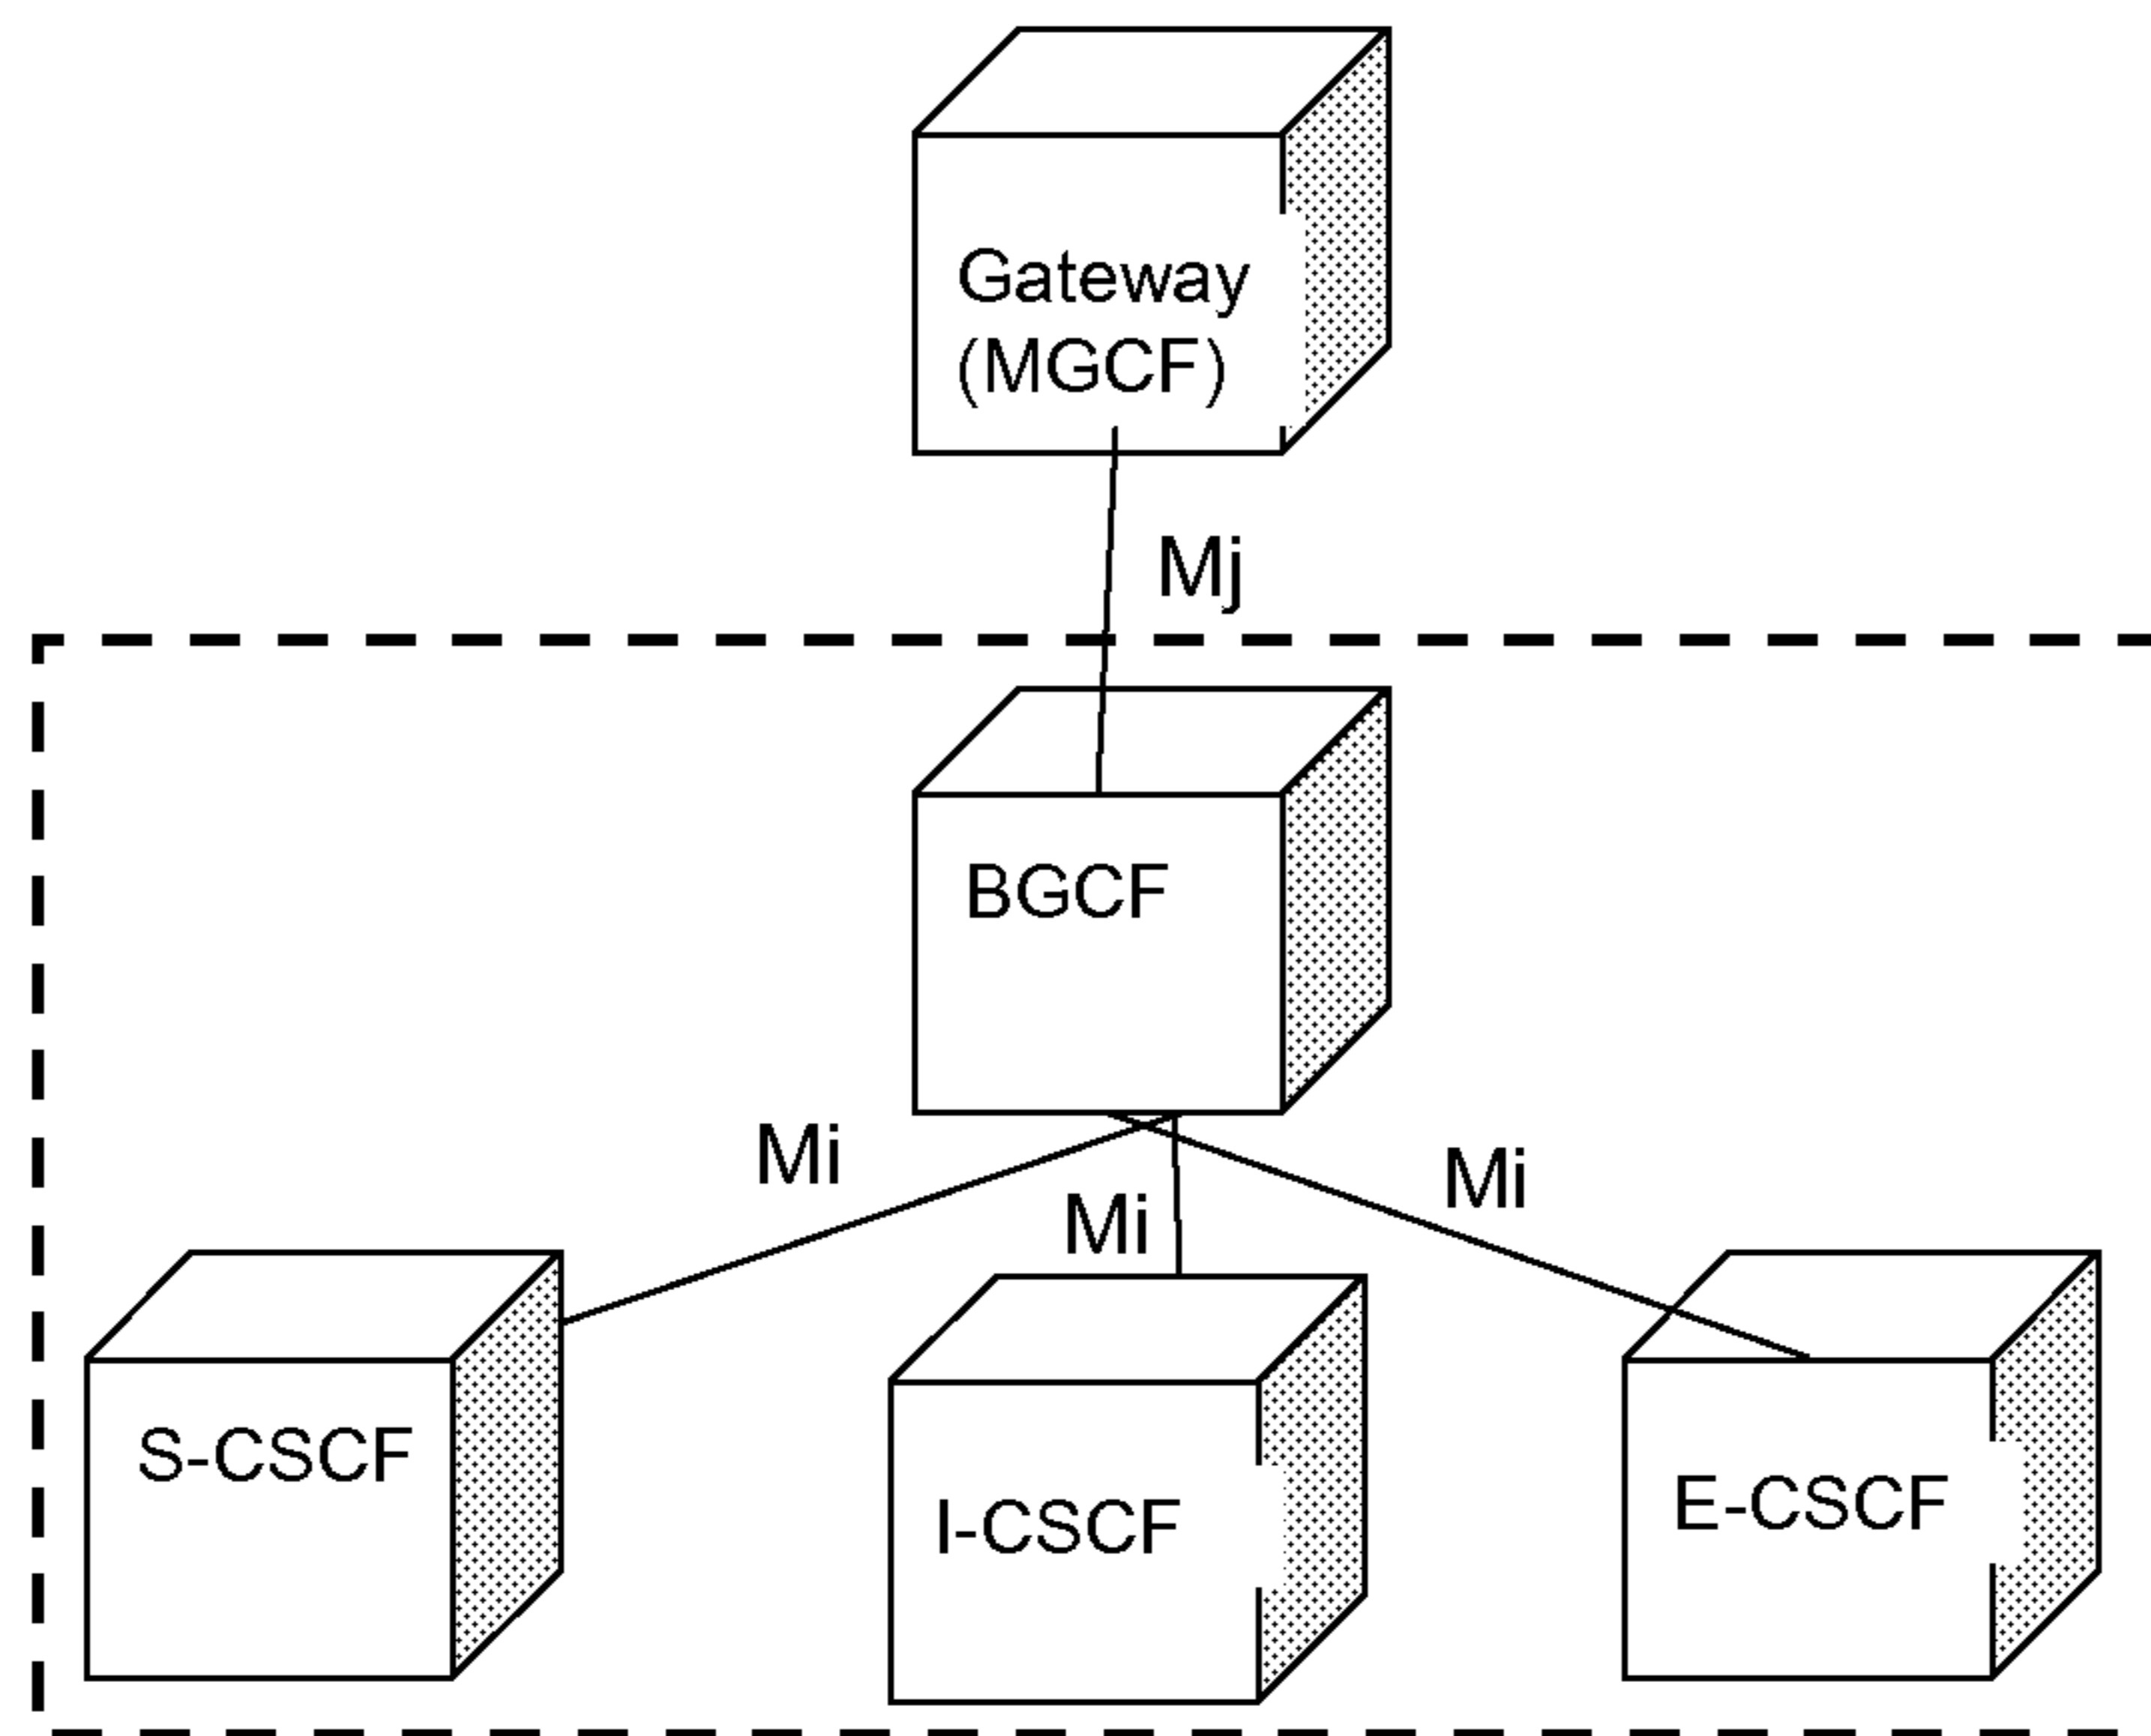 Gateway
(MGCF)
Mj
BGCF
Mi
Mi
Mi
S-CSCF
I-CSCF
E-CSCF